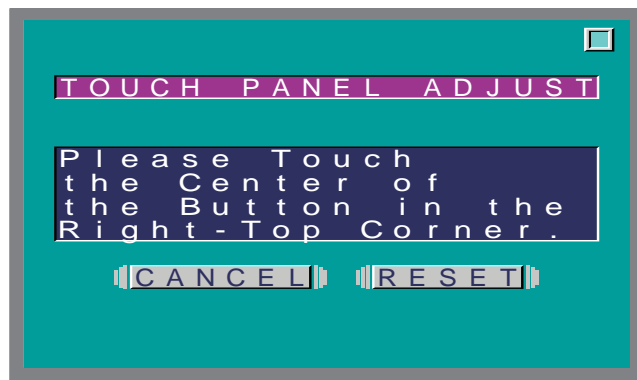 TOUCH PANEL ADJUST
Please Touch
the Center of
the Button in the
Right-Top Corner.
CANCEL RESET